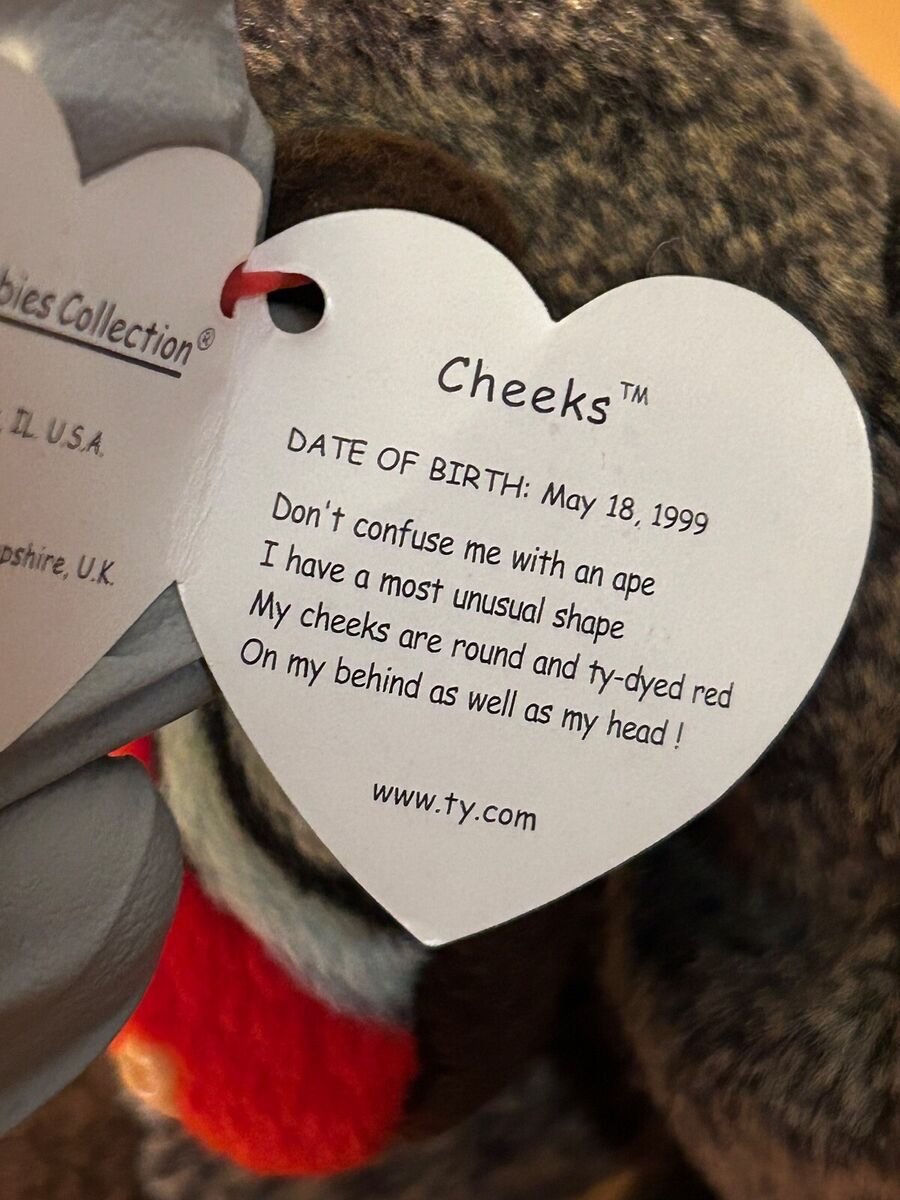 Collection®
IL U.S.A.
U.K.
Cheeks™
DATE OF BIRTH: May 18, 1999
Don't confuse me with an ape
I have a most unusual shape
My cheeks are round and ty-dyed red
On my behind as well as my head !
www.ty.com